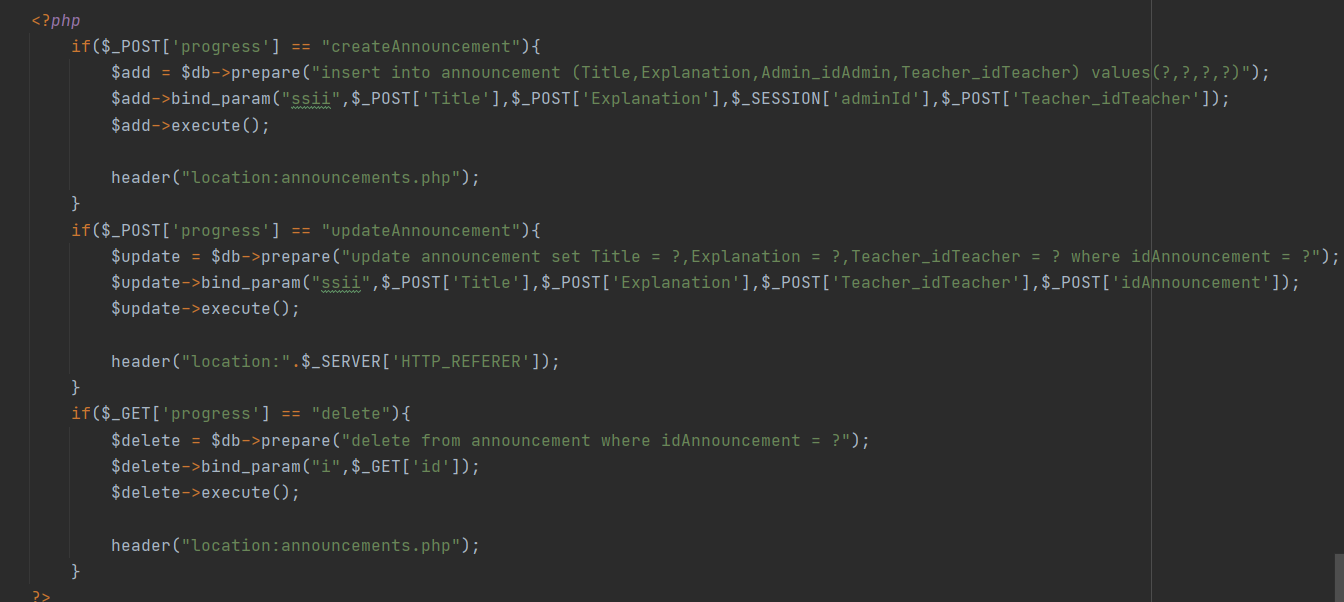 <?php
if($_POST['progress'] == "createAnnouncement"){
$add = $db->prepare("insert into announcement (Title,Explanation,Admin_idAdmin,Teacher_idTeacher) values(?,?,?,?)");
$add->bind_param("ssii",$_POST['Title'],$_POST['Explanation'],$_SESSION['adminId'],$_POST['Teacher_idTeacher']);
$add->execute();
header("location:announcements.php");
}
if($_POST['progress'] == "updateAnnouncement"){
$update = $db->prepare("update announcement set Title = ?,Explanation = ?,Teacher_idTeacher = ? where idAnnouncement = ?");
$update->bind_param("ssii",$_POST['Title'],$_POST['Explanation'],$_POST['Teacher_idTeacher'],$_POST['idAnnouncement']);
$update->execute();
header("location:".$_SERVER['HTTP_REFERER']);
}
if($_GET['progress'] == "delete"){
$delete = $db->prepare("delete from announcement where idAnnouncement = ?");
$delete->bind_param("i",$_GET['id']);
$delete->execute();
header("location:announcements.php");
}
?>